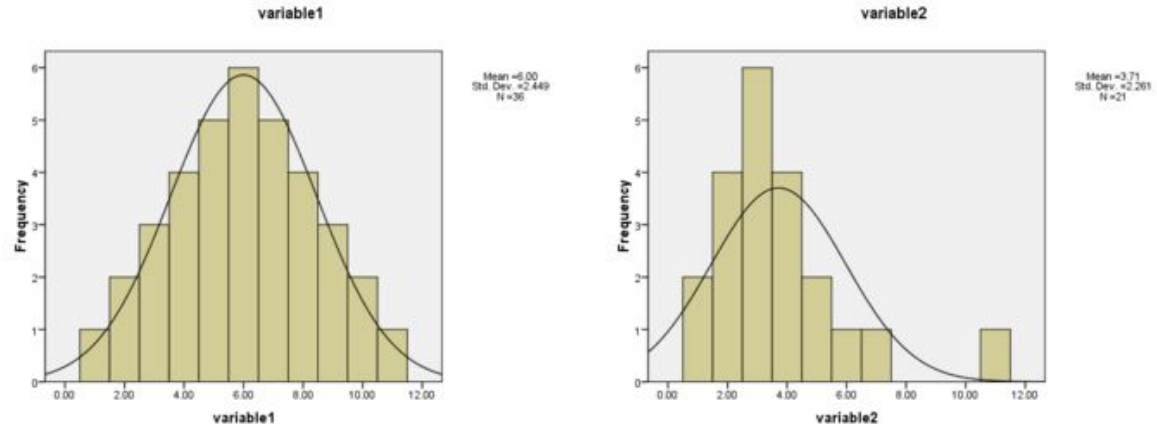 variable1
Mean =6.00
Std. Dev. =2.449
N =36
6
5
4
3
2
1
0
Frequency
0.00 2.00 4.00 6.00 8.00 10.00 12.00
variable1
variable2
Mean =3.71
Std. Dev. =2.261
N =21
6
5
4
3
2
1
0
Frequency
0.00 2.00 4.00 6.00 8.00 10.00 12.00
variable2